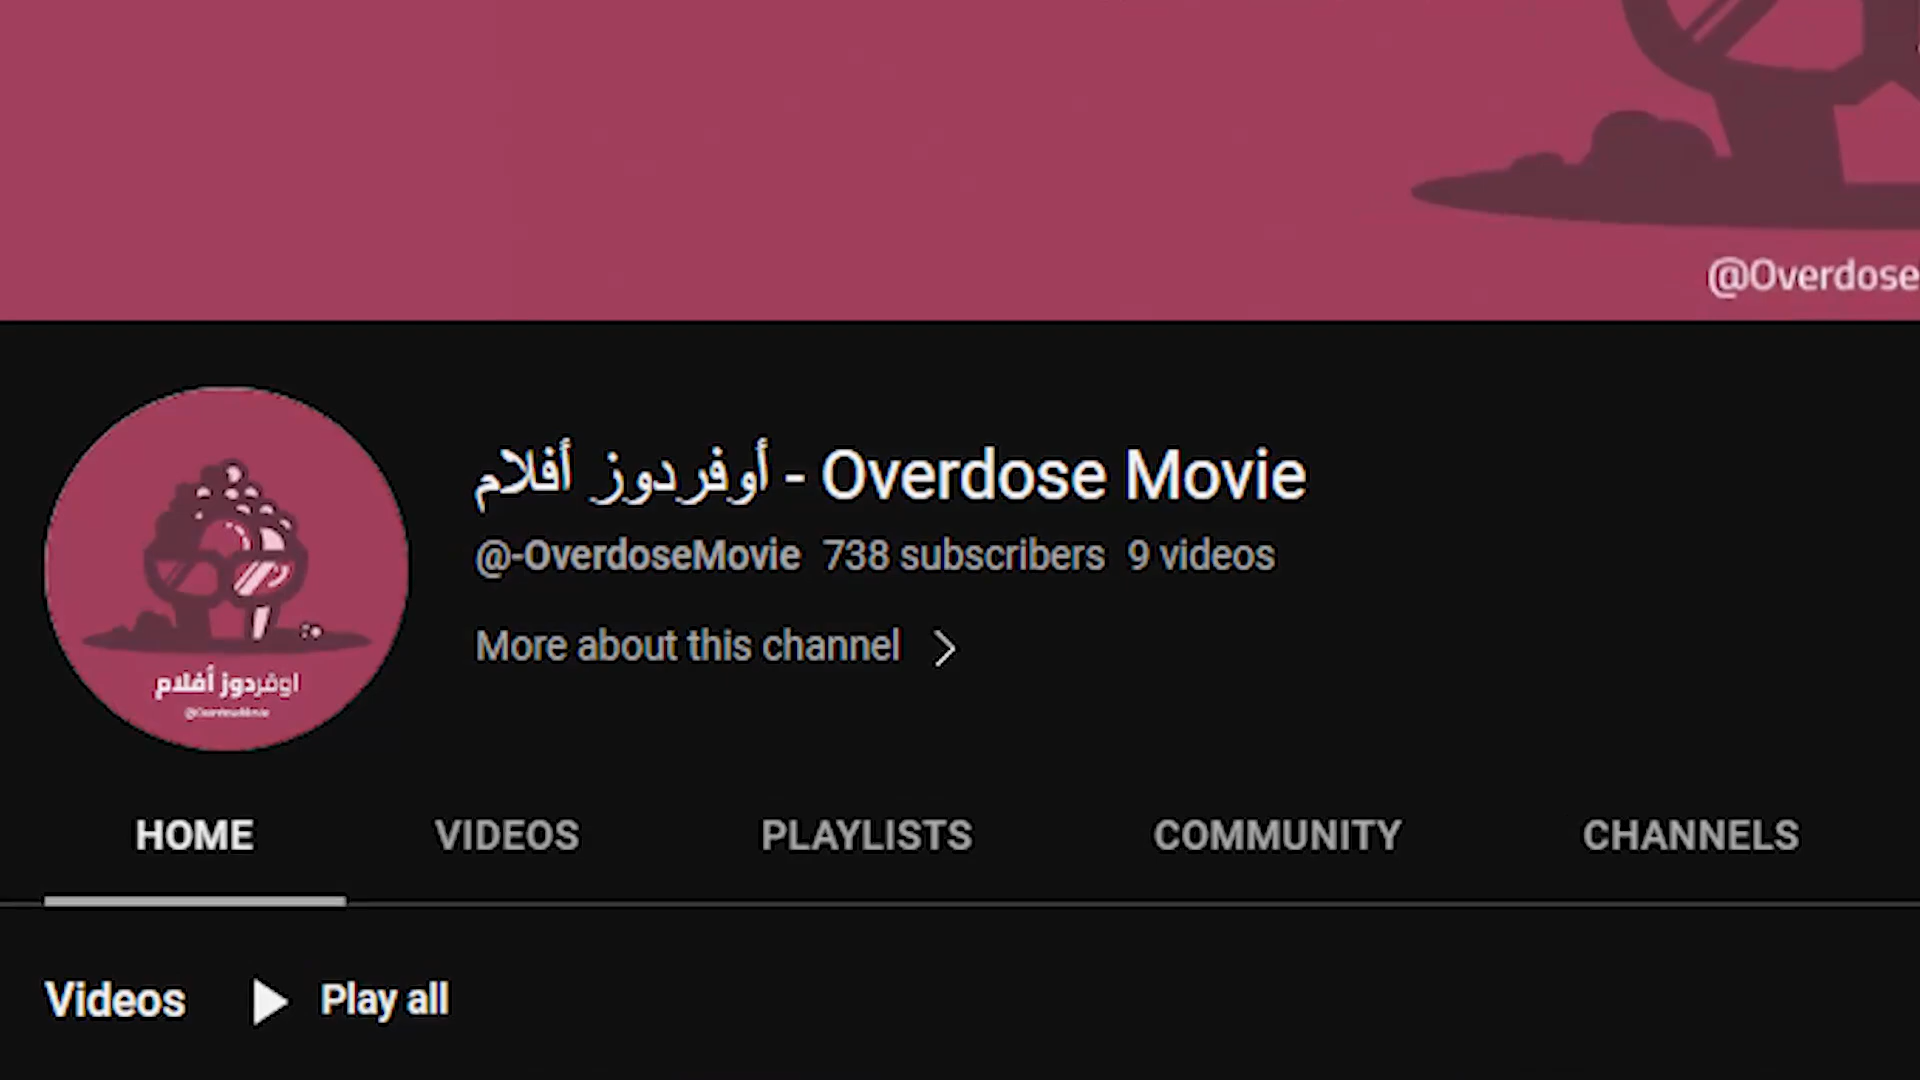 @Overdose
أوفردوز أفلام - Overdose Movie
@-OverdoseMovie 738 subscribers 9 videos
More about this channel
اوفردوز أفلام
@OverdoseMovie
HOME VIDEOS PLAYLISTS COMMUNITY CHANNELS
Videos Play all